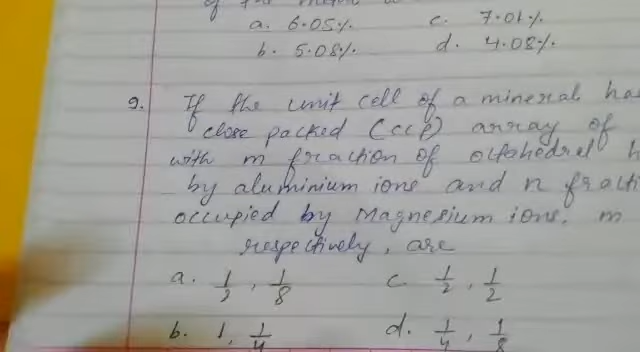 a. 6.05%. c. 7.01%.
b. 5.08%. d. 4.08%.
9. If the unit cell of a mineral has
close packed (ccp) array of
with m fraction of octahedral h
by aluminium ions and n fracti
occupied by Magnesium ions. m
respectively, are
a. 1/2, 1/8 c. 1/2, 1/2
b. 1, 1/4 d. 1/4, 1/8